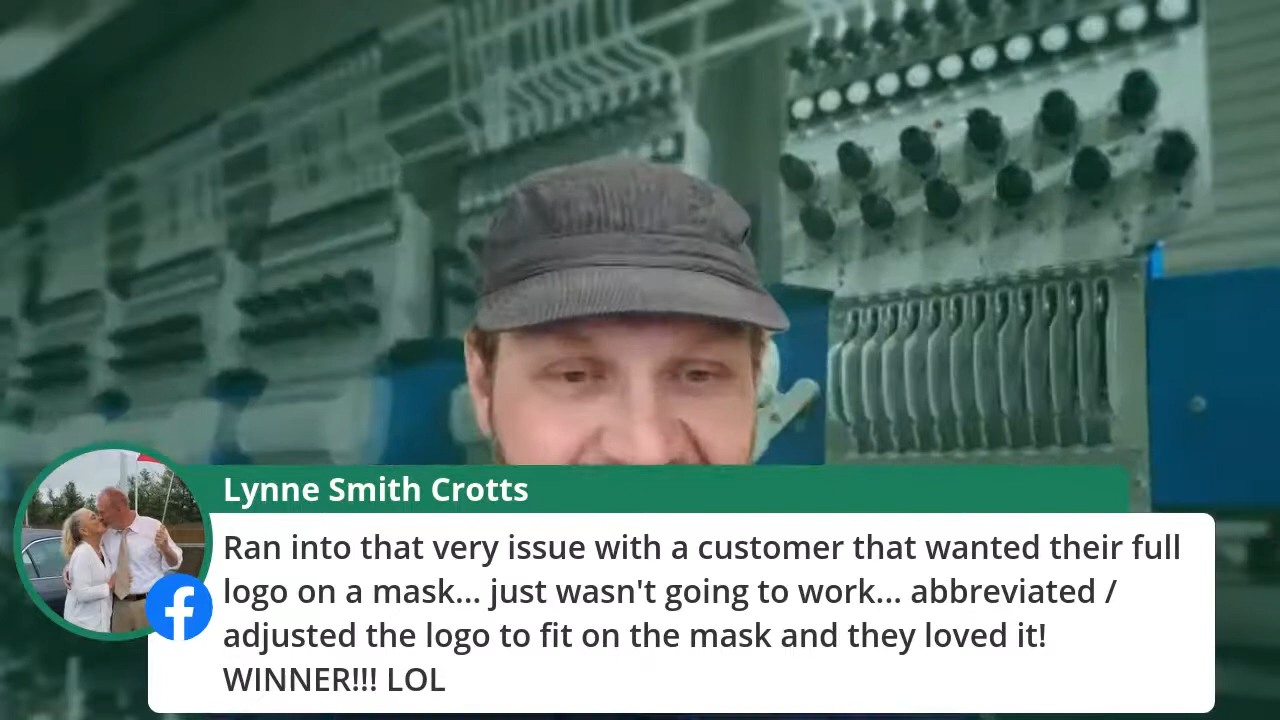 Lynne Smith Crotts
Ran into that very issue with a customer that wanted their full
logo on a mask... just wasn't going to work... abbreviated /
adjusted the logo to fit on the mask and they loved it!
WINNER!!! LOL